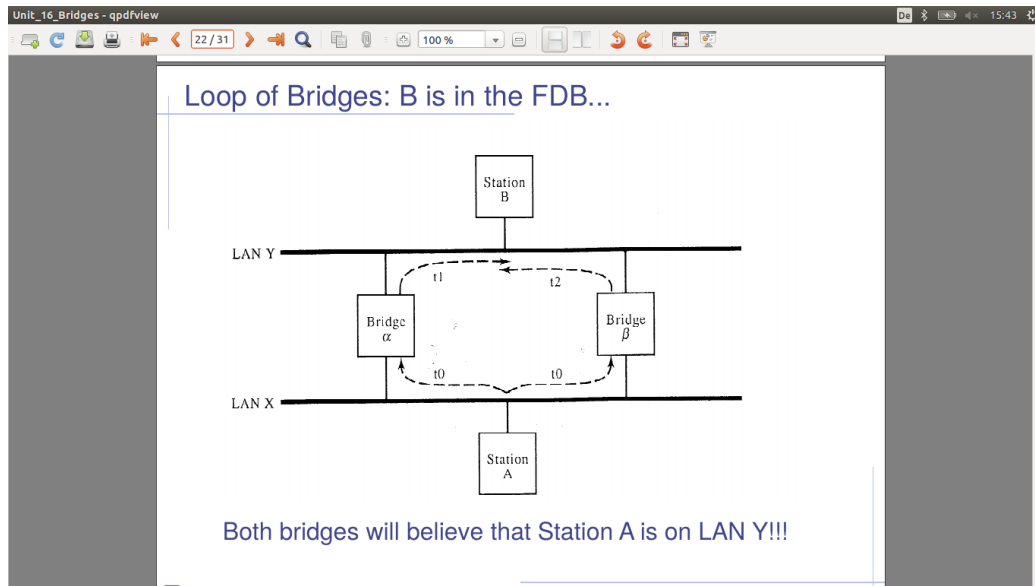 Unit_16_Bridges - qpdfview
De
15:43
22 / 31
100 %
Loop of Bridges: B is in the FDB...
Station
B
LAN Y
t1
t2
Bridge
α
Bridge
β
t0
t0
LAN X
Station
A
Both bridges will believe that Station A is on LAN Y!!!